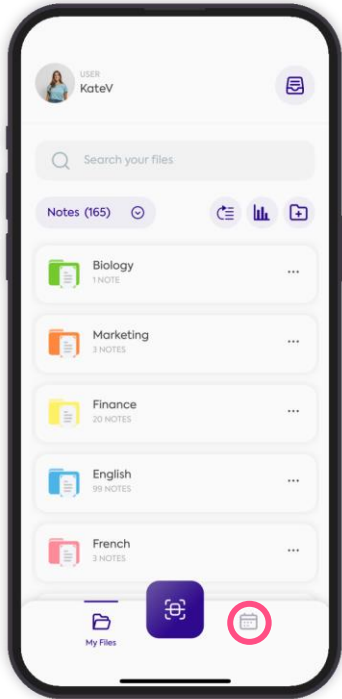 USER
KateV
Search your files
Notes (165)
Biology
1 NOTE
Marketing
3 NOTES
Finance
20 NOTES
English
99 NOTES
French
3 NOTES
My Files